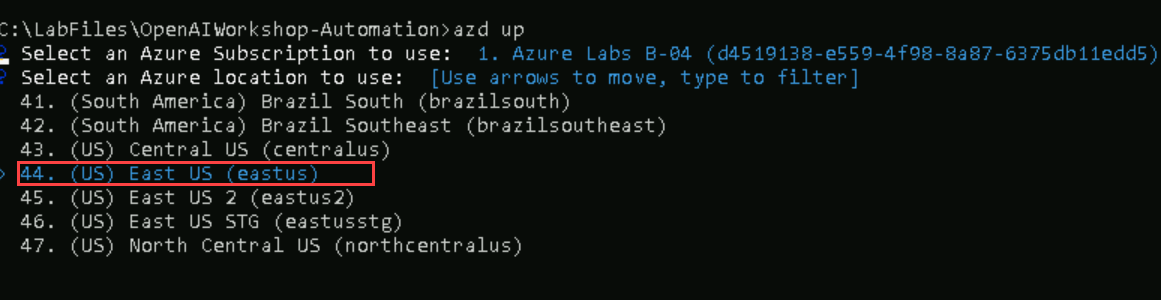 C:\LabFiles\OpenAIWorkshop-Automation>azd up
? Select an Azure Subscription to use:  1. Azure Labs B-04 (d4519138-e559-4f98-8a87-6375db11edd5)
? Select an Azure location to use:  [Use arrows to move, type to filter]
41. (South America) Brazil South (brazilsouth)
42. (South America) Brazil Southeast (brazilsoutheast)
43. (US) Central US (centralus)
> 44. (US) East US (eastus)
45. (US) East US 2 (eastus2)
46. (US) East US STG (eastusstg)
47. (US) North Central US (northcentralus)